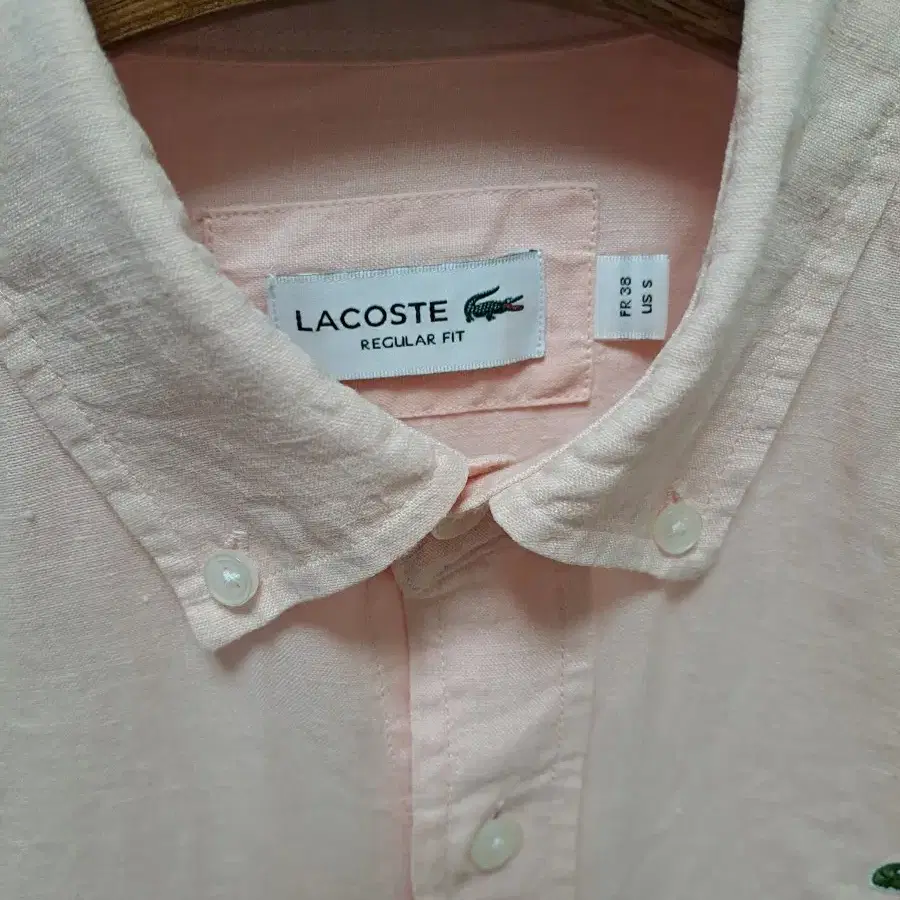 LACOSTE
REGULAR FIT
FR 38
US S